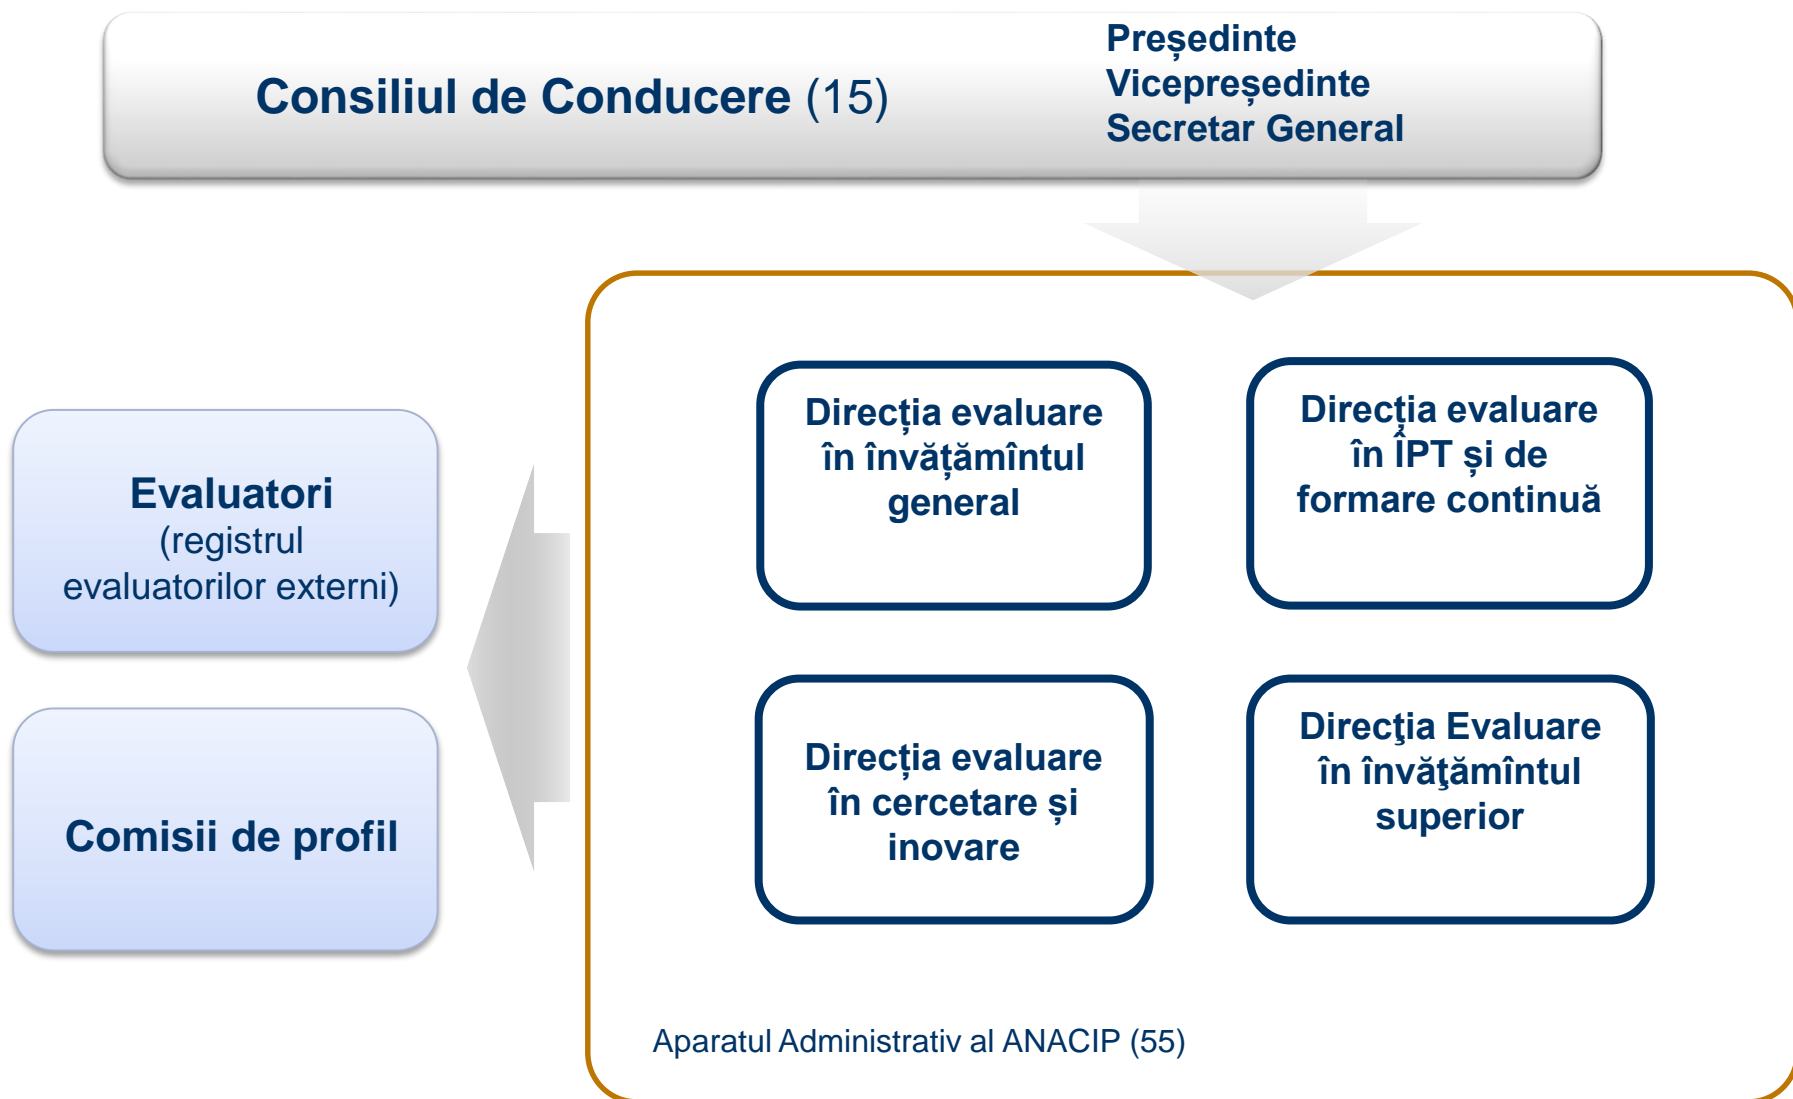 Consiliul de Conducere (15)
Președinte
Vicepreședinte
Secretar General
Evaluatori
(registrul
evaluatorilor externi)
Comisii de profil
Direcția evaluare
în învățămîntul
general
Direcția evaluare
în ÎPT și de
formare continuă
Direcția evaluare
în cercetare și
inovare
Direcţia Evaluare
în învăţămîntul
superior
Aparatul Administrativ al ANACIP (55)